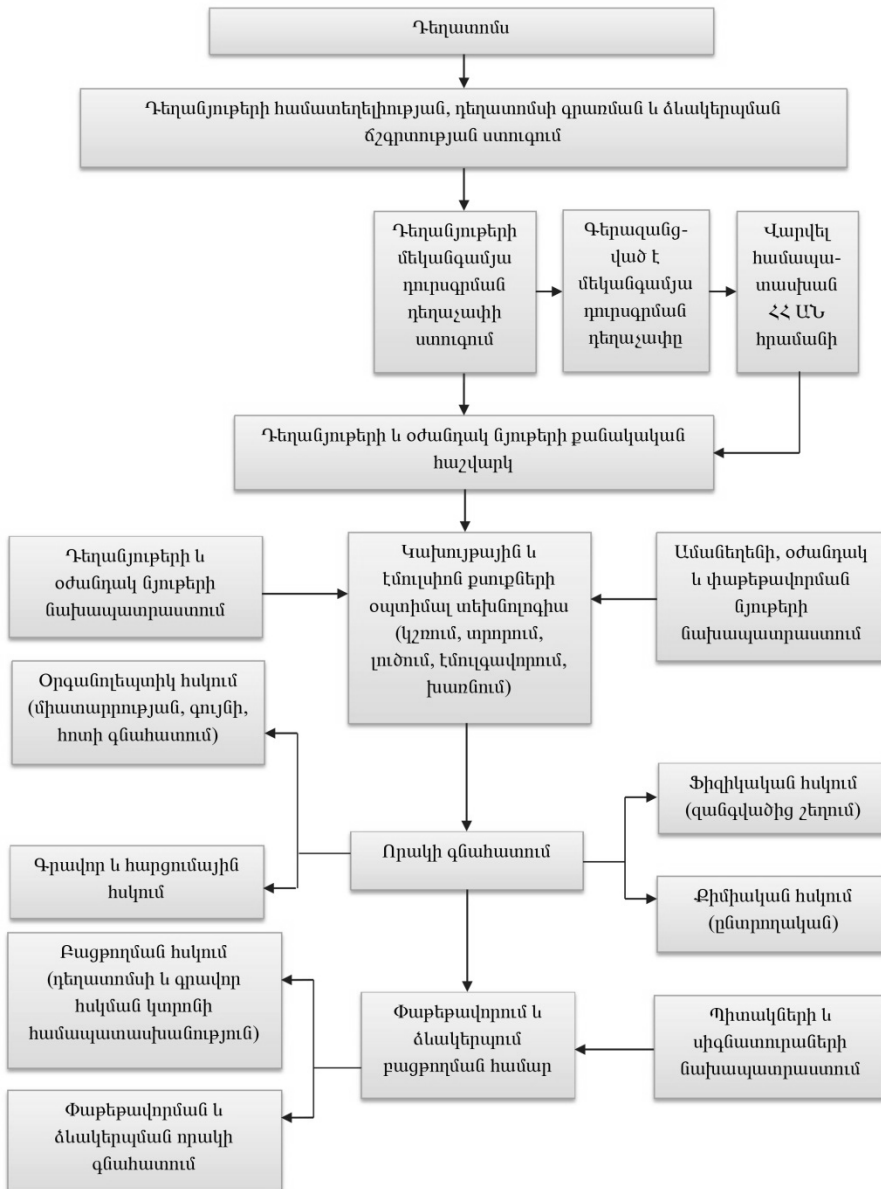 Դեղատոմս
Դեղանյութերի համատեղելիության, դեղատոմսի գրառման և ձևակերպման
ճշգրտության ստուգում
Դեղանյութերի
մեկանգամյա
դուրսգրման
դեղաչափի
ստուգում
Գերազանց-
ված է
մեկանգամյա
դուրսգրման
դեղաչափը
Վարվել
համապա-
տասխան
ՀՀ ԱՆ
հրամանի
Դեղանյութերի և օժանդակ նյութերի քանակական
հաշվարկ
Դեղանյութերի և
օժանդակ նյութերի
նախապատրաստում
Կախույթային և
էմուլսիոն քսուքների
օպտիմալ տեխնոլոգիա
(կշռում, տրորում,
լուծում, էմուլգավորում,
խառնում)
Ամանեղենի, օժանդակ
և փաթեթավորման
նյութերի
նախապատրաստում
Օրգանոլեպտիկ հսկում
(միատարրության, գույնի,
հոտի գնահատում)
Ֆիզիկական հսկում
(զանգվածից շեղում)
Գրավոր և հարցումային
հսկում
Որակի գնահատում
Քիմիական հսկում
(ընտրողական)
Բացթողման հսկում
(դեղատոմսի և գրավոր
հսկման կտրոնի
համապատասխանություն)
Փաթեթավորում և
ձևակերպում
բացթողման համար
Պիտակների և
սիգնատուրաների
նախապատրաստում
Փաթեթավորման և
ձևակերպման որակի
գնահատում